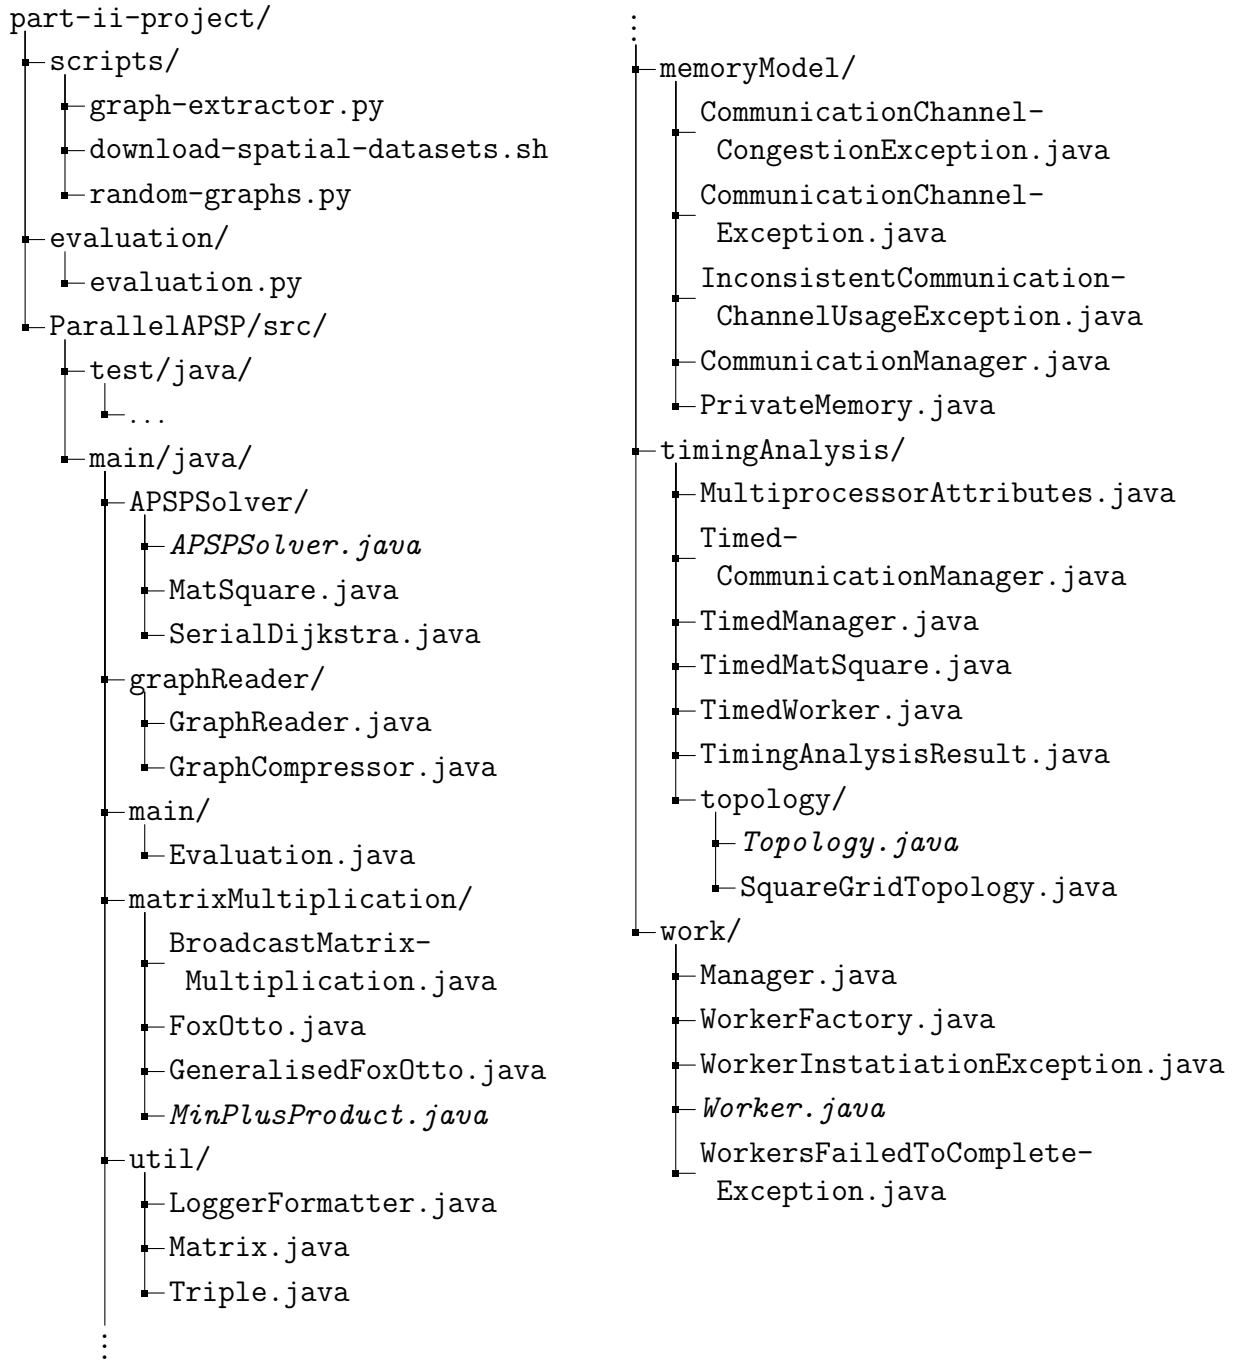 part-ii-project/
scripts/
graph-extractor.py
download-spatial-datasets.sh
random-graphs.py
evaluation/
evaluation.py
ParallelAPSP/src/
test/java/
...
main/java/
APSPSolver/
APSPSolver.java
MatSquare.java
SerialDijkstra.java
graphReader/
GraphReader.java
GraphCompressor.java
main/
Evaluation.java
matrixMultiplication/
BroadcastMatrix-
Multiplication.java
FoxOtto.java
GeneralisedFoxOtto.java
MinPlusProduct.java
util/
LoggerFormatter.java
Matrix.java
Triple.java
⋮
⋮
memoryModel/
CommunicationChannel-
CongestionException.java
CommunicationChannel-
Exception.java
InconsistentCommunication-
ChannelUsageException.java
CommunicationManager.java
PrivateMemory.java
timingAnalysis/
MultiprocessorAttributes.java
Timed-
CommunicationManager.java
TimedManager.java
TimedMatSquare.java
TimedWorker.java
TimingAnalysisResult.java
topology/
Topology.java
SquareGridTopology.java
work/
Manager.java
WorkerFactory.java
WorkerInstatiationException.java
Worker.java
WorkersFailedToComplete-
Exception.java